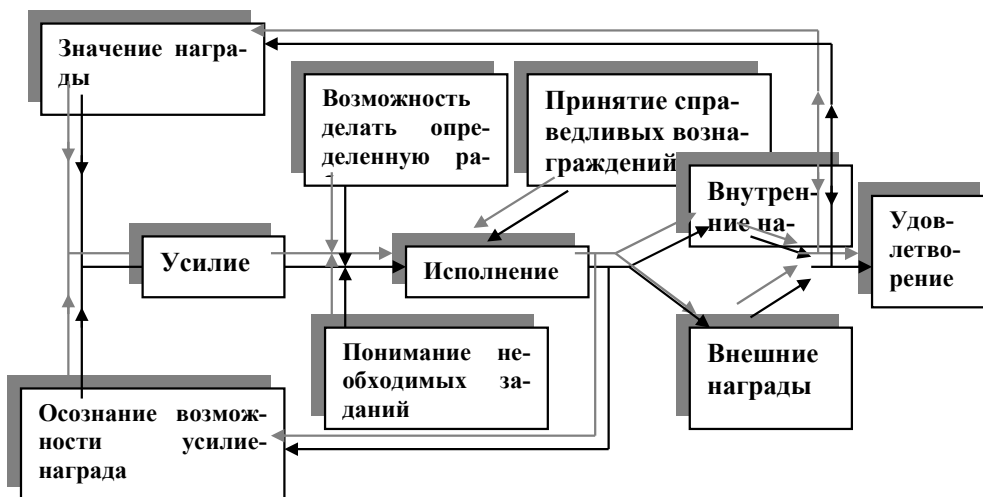 Значение награ-
ды
Возможность
делать опре-
деленную ра-
Принятие спра-
ведливых возна-
граждений
Внутрен-
ние на-
Удов-
летво-
рение
Усилие
Исполнение
Понимание не-
обходимых за-
даний
Внешние
награды
Осознание возмож-
ности усилие-
награда